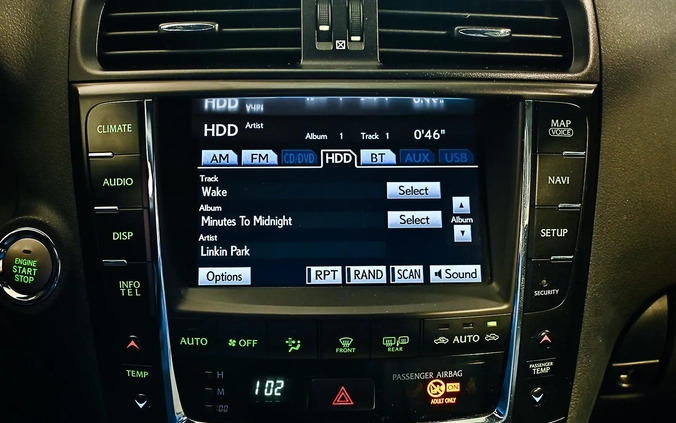 HDD
HDD Artist
Album 1 Track 1 0'46"
AM FM CD/DVD HDD BT AUX USB
Track
Wake Select
Album
Minutes To Midnight Select
Album
Artist
Linkin Park
Options RPT RAND SCAN Sound
CLIMATE
AUDIO
DISP
INFO
TEL
MAP
VOICE
NAVI
SETUP
SECURITY
ENGINE
START
STOP
AUTO OFF FRONT REAR AUTO
TEMP
PASSENGER
TEMP
H
M
:00
1:02
PASSENGER AIRBAG
ON
ADULT ONLY